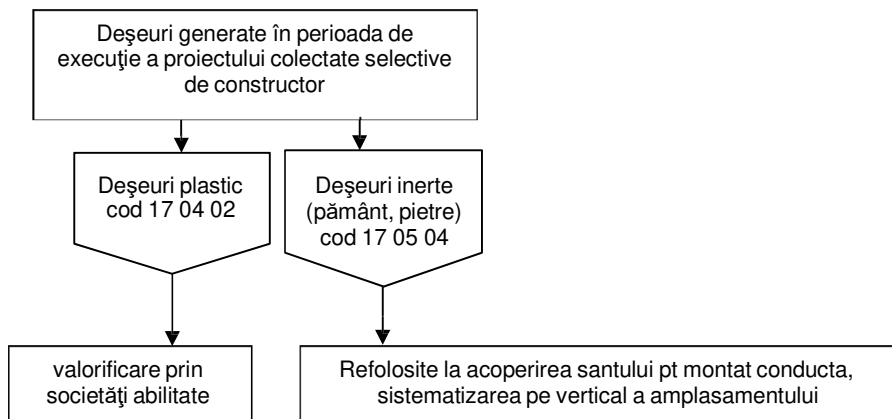 Deşeuri generate în perioada de
execuţie a proiectului colectate selective
de constructor
Deşeuri plastic
cod 17 04 02
Deşeuri inerte
(pământ, pietre)
cod 17 05 04
valorificare prin
societăţi abilitate
Refolosite la acoperirea santului pt montat conducta,
sistematizarea pe vertical a amplasamentului